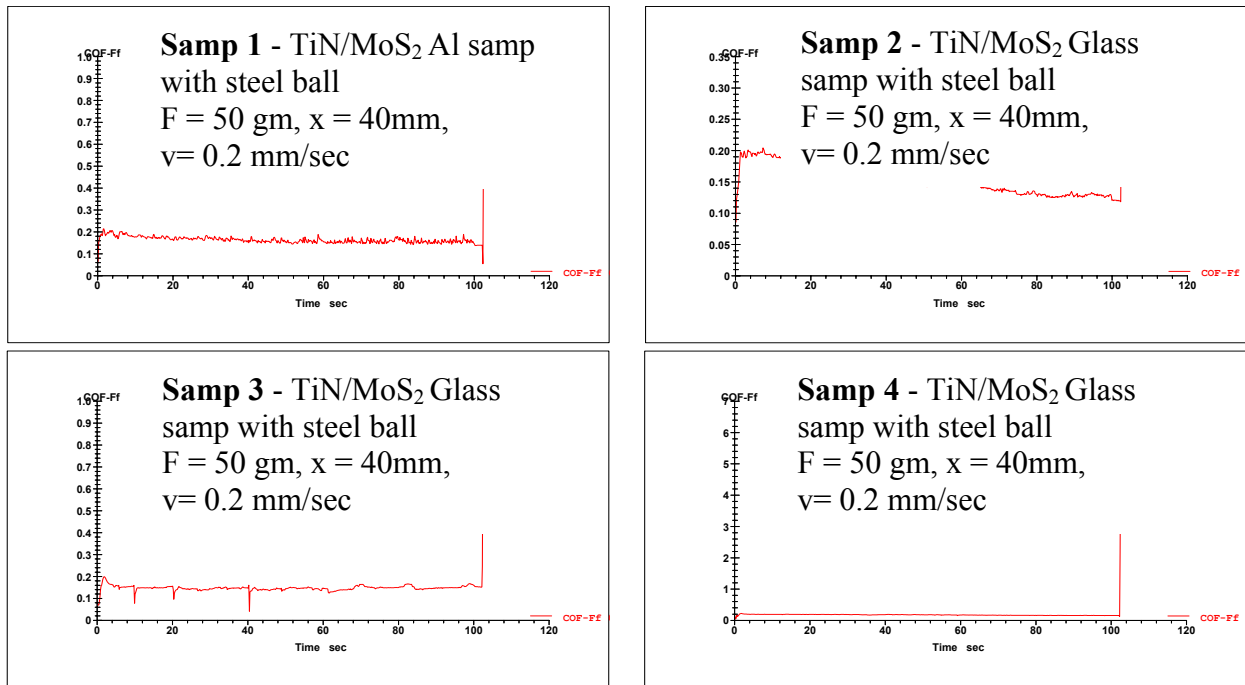 Samp 1 - TiN/MoS₂ Al samp
with steel ball
F = 50 gm, x = 40mm,
v= 0.2 mm/sec
COF-Ff
1.0
0.9
0.8
0.7
0.6
0.5
0.4
0.3
0.2
0.1
0
0 20 40 60 80 100 120
Time sec
COF-Ff
Samp 2 - TiN/MoS₂ Glass
samp with steel ball
F = 50 gm, x = 40mm,
v= 0.2 mm/sec
COF-Ff
0.35
0.30
0.25
0.20
0.15
0.10
0.05
0
0 20 40 60 80 100 120
Time sec
COF-Ff
Samp 3 - TiN/MoS₂ Glass
samp with steel ball
F = 50 gm, x = 40mm,
v= 0.2 mm/sec
COF-Ff
1.0
0.9
0.8
0.7
0.6
0.5
0.4
0.3
0.2
0.1
0
0 20 40 60 80 100 120
Time sec
COF-Ff
Samp 4 - TiN/MoS₂ Glass
samp with steel ball
F = 50 gm, x = 40mm,
v= 0.2 mm/sec
COF-Ff
7
6
5
4
3
2
1
0
0 20 40 60 80 100 120
Time sec
COF-Ff